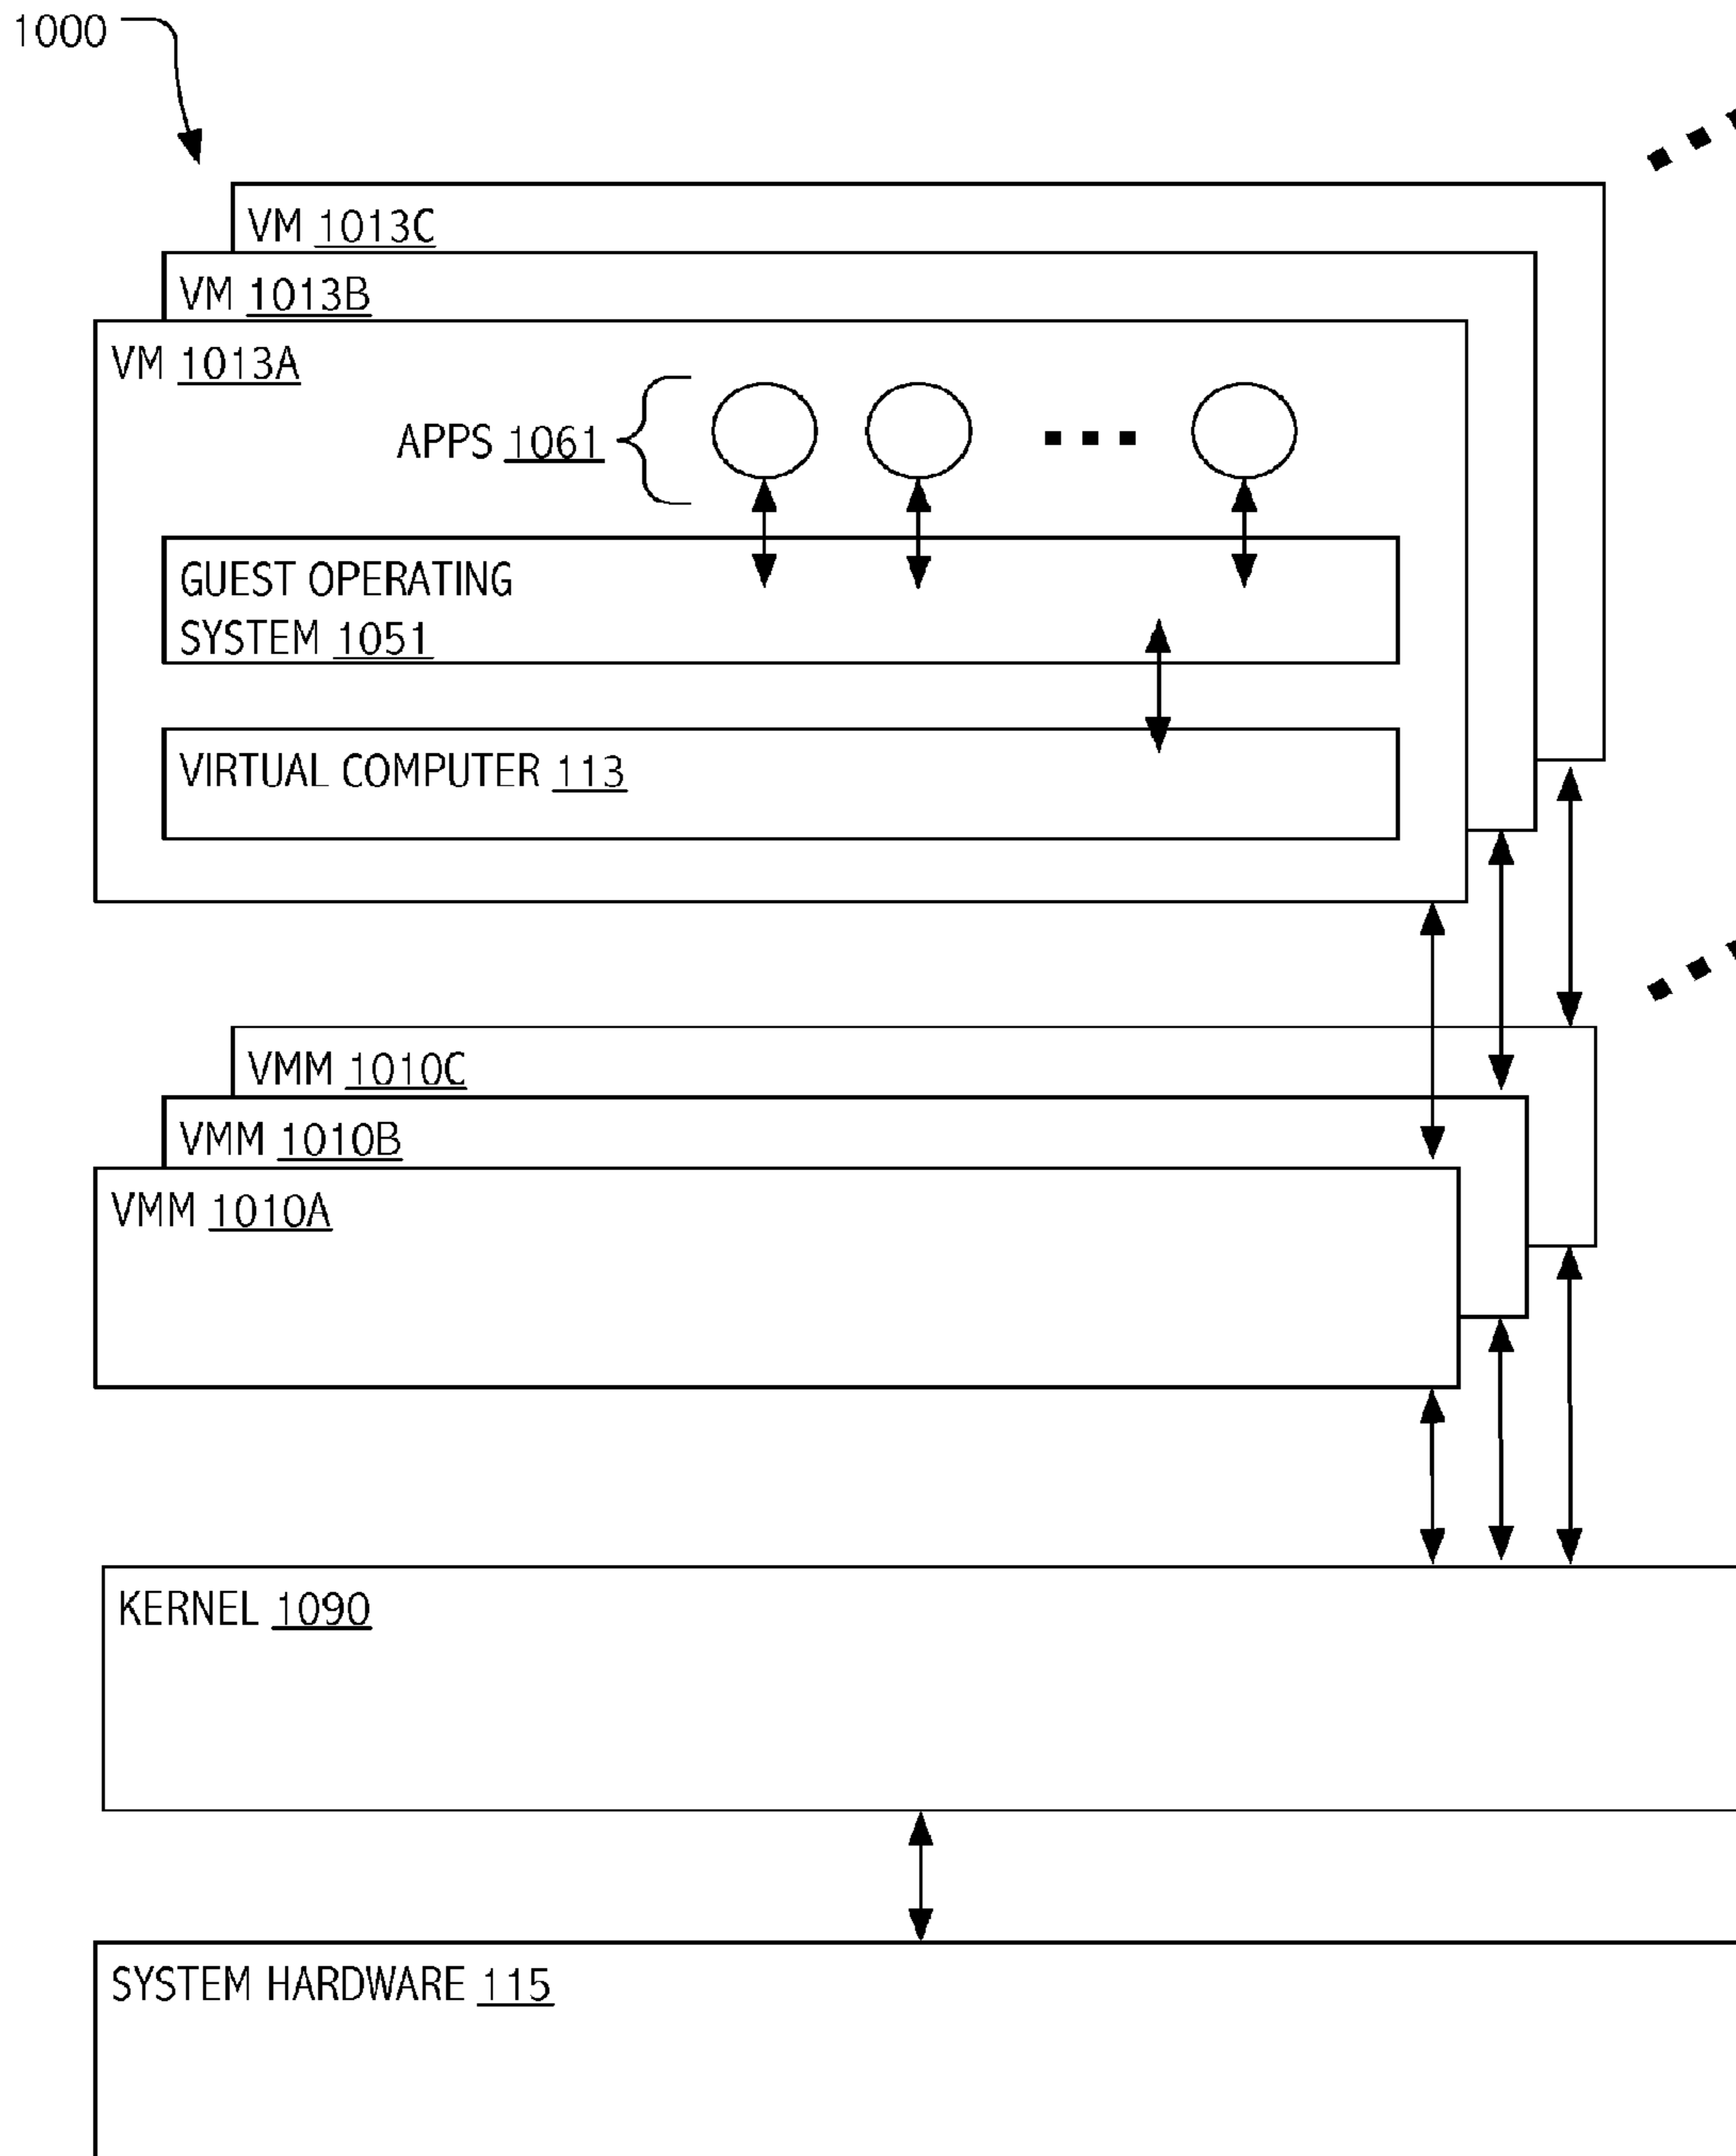 1000
VM 1013C
VM 1013B
VM 1013A
APPS 1061
GUEST OPERATING
SYSTEM 1051
VIRTUAL COMPUTER 113
VMM 1010C
VMM 1010B
VMM 1010A
KERNEL 1090
SYSTEM HARDWARE 115